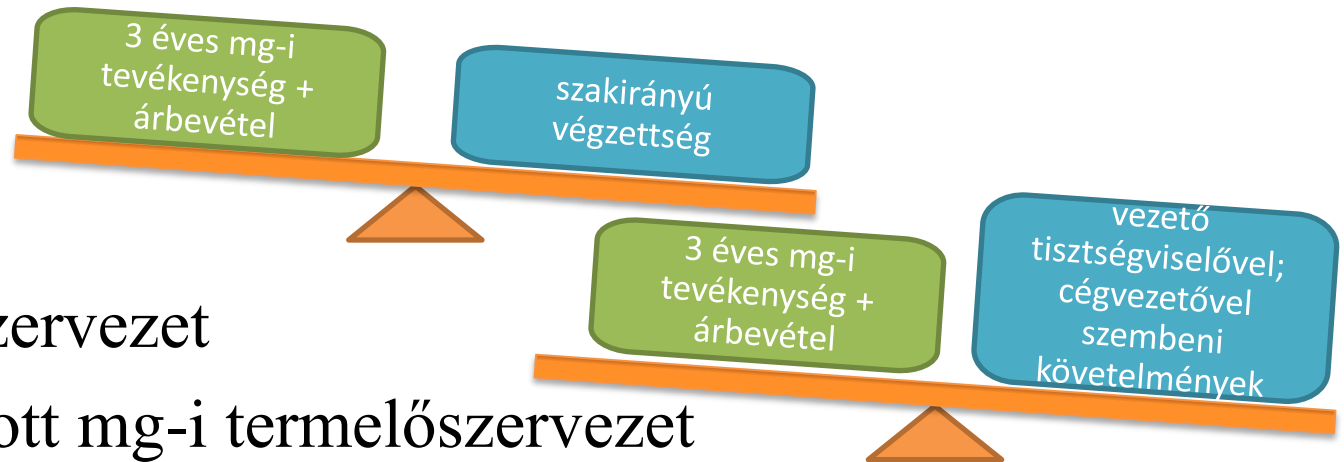 3 éves mg-i
tevékenység +
árbevétel
szakirányú
végzettség
3 éves mg-i
tevékenység +
árbevétel
vezető
tisztségviselővel;
cégvezetővel
szembeni
követelmények
zervezet
ott mg-i termelőszervezet